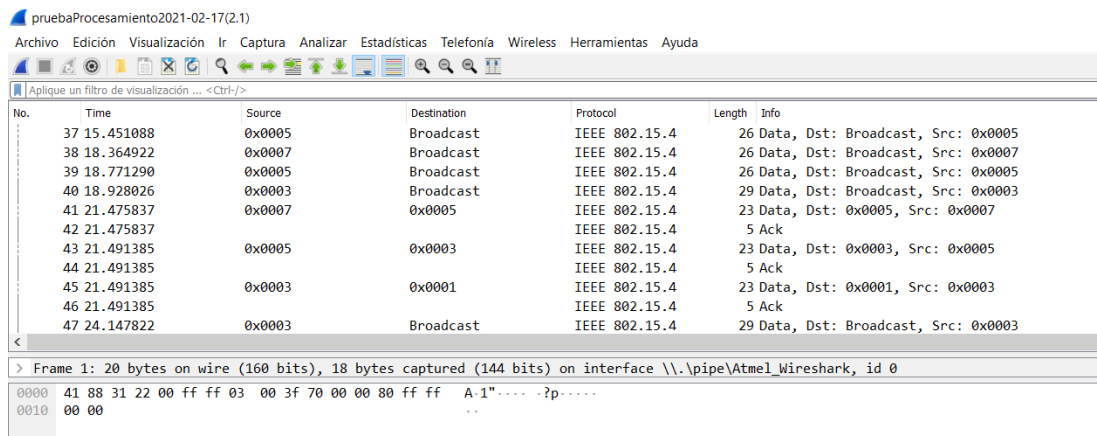 pruebaProcesamiento2021-02-17(2.1)
Archivo Edición Visualización Ir Captura Analizar Estadísticas Telefonía Wireless Herramientas Ayuda
Aplique un filtro de visualización ... <Ctrl-/>
No. Time Source Destination Protocol Length Info
37 15.451088 0x0005 Broadcast IEEE 802.15.4 26 Data, Dst: Broadcast, Src: 0x0005
38 18.364922 0x0007 Broadcast IEEE 802.15.4 26 Data, Dst: Broadcast, Src: 0x0007
39 18.771290 0x0005 Broadcast IEEE 802.15.4 26 Data, Dst: Broadcast, Src: 0x0005
40 18.928026 0x0003 Broadcast IEEE 802.15.4 29 Data, Dst: Broadcast, Src: 0x0003
41 21.475837 0x0007 0x0005 IEEE 802.15.4 23 Data, Dst: 0x0005, Src: 0x0007
42 21.475837 IEEE 802.15.4 5 Ack
43 21.491385 0x0005 0x0003 IEEE 802.15.4 23 Data, Dst: 0x0003, Src: 0x0005
44 21.491385 IEEE 802.15.4 5 Ack
45 21.491385 0x0003 0x0001 IEEE 802.15.4 23 Data, Dst: 0x0001, Src: 0x0003
46 21.491385 IEEE 802.15.4 5 Ack
47 24.147822 0x0003 Broadcast IEEE 802.15.4 29 Data, Dst: Broadcast, Src: 0x0003
> Frame 1: 20 bytes on wire (160 bits), 18 bytes captured (144 bits) on interface \\.\pipe\Atmel_Wireshark, id 0
0000 41 88 31 22 00 ff ff 03 00 3f 70 00 00 80 ff ff A·1"···· ·?p·····
0010 00 00 ··